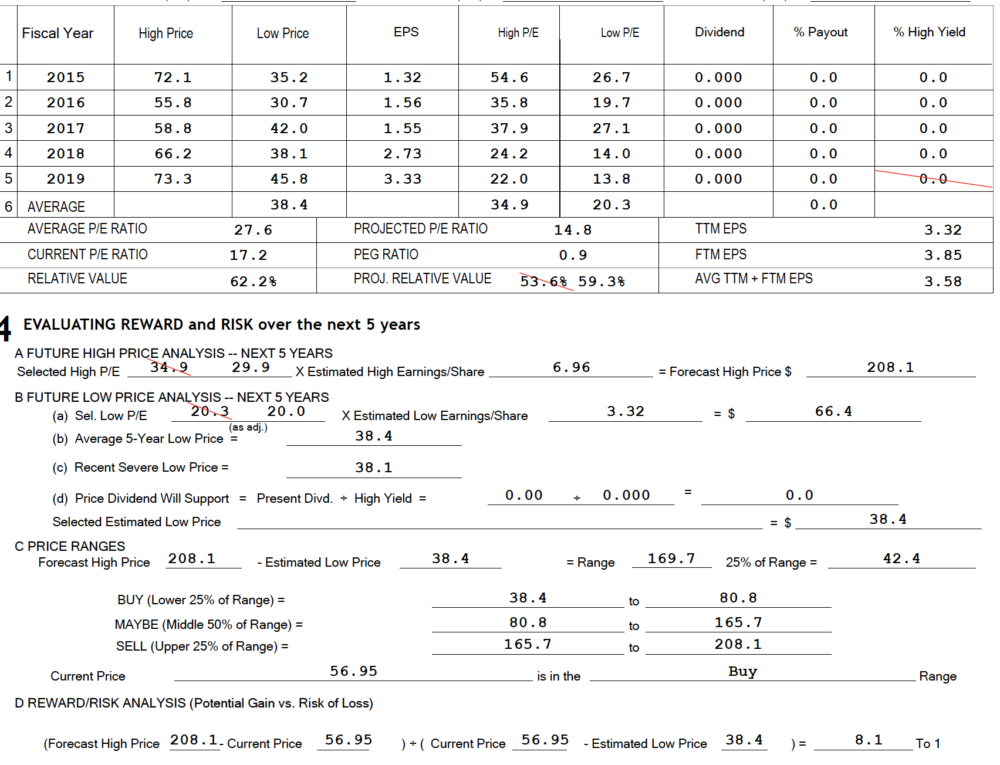 Fiscal Year High Price Low Price EPS High P/E Low P/E Dividend % Payout % High Yield
1 2015 72.1 35.2 1.32 54.6 26.7 0.000 0.0 0.0
2 2016 55.8 30.7 1.56 35.8 19.7 0.000 0.0 0.0
3 2017 58.8 42.0 1.55 37.9 27.1 0.000 0.0 0.0
4 2018 66.2 38.1 2.73 24.2 14.0 0.000 0.0 0.0
5 2019 73.3 45.8 3.33 22.0 13.8 0.000 0.0 0.0
6 AVERAGE 38.4 34.9 20.3 0.0
AVERAGE P/E RATIO 27.6 PROJECTED P/E RATIO 14.8 TTM EPS 3.32
CURRENT P/E RATIO 17.2 PEG RATIO 0.9 FTM EPS 3.85
RELATIVE VALUE 62.2% PROJ. RELATIVE VALUE 53.6% 59.3% AVG TTM + FTM EPS 3.58
4 EVALUATING REWARD and RISK over the next 5 years
A FUTURE HIGH PRICE ANALYSIS -- NEXT 5 YEARS
Selected High P/E 34.9 29.9 X Estimated High Earnings/Share 6.96 = Forecast High Price $ 208.1
B FUTURE LOW PRICE ANALYSIS -- NEXT 5 YEARS
(a) Sel. Low P/E 20.3 20.0 X Estimated Low Earnings/Share 3.32 = $ 66.4
(as adj.)
(b) Average 5-Year Low Price = 38.4
(c) Recent Severe Low Price = 38.1
(d) Price Dividend Will Support = Present Divd. ÷ High Yield = 0.00 ÷ 0.000 = 0.0
Selected Estimated Low Price = $ 38.4
C PRICE RANGES
Forecast High Price 208.1 - Estimated Low Price 38.4 = Range 169.7 25% of Range = 42.4
BUY (Lower 25% of Range) = 38.4 to 80.8
MAYBE (Middle 50% of Range) = 80.8 to 165.7
SELL (Upper 25% of Range) = 165.7 to 208.1
Current Price 56.95 is in the Buy Range
D REWARD/RISK ANALYSIS (Potential Gain vs. Risk of Loss)
(Forecast High Price 208.1 - Current Price 56.95 ) ÷ ( Current Price 56.95 - Estimated Low Price 38.4 ) = 8.1 To 1